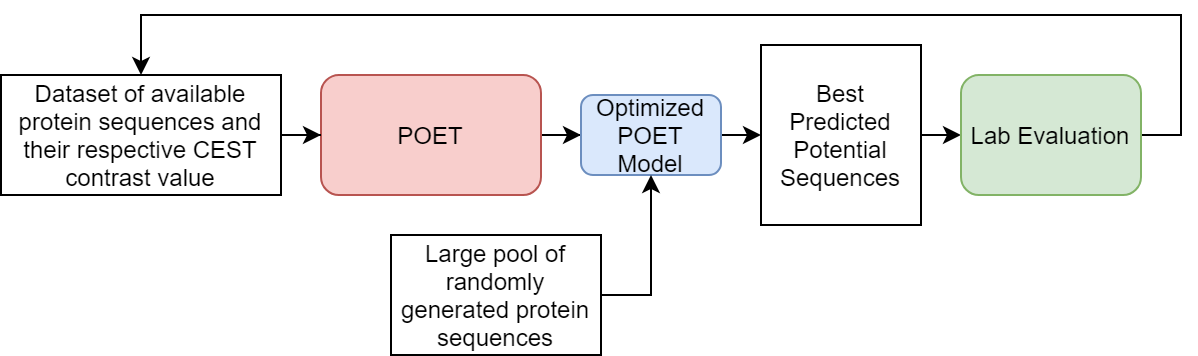 Dataset of available
protein sequences and
their respective CEST
contrast value
POET
Optimized
POET
Model
Best
Predicted
Potential
Sequences
Lab Evaluation
Large pool of
randomly
generated protein
sequences